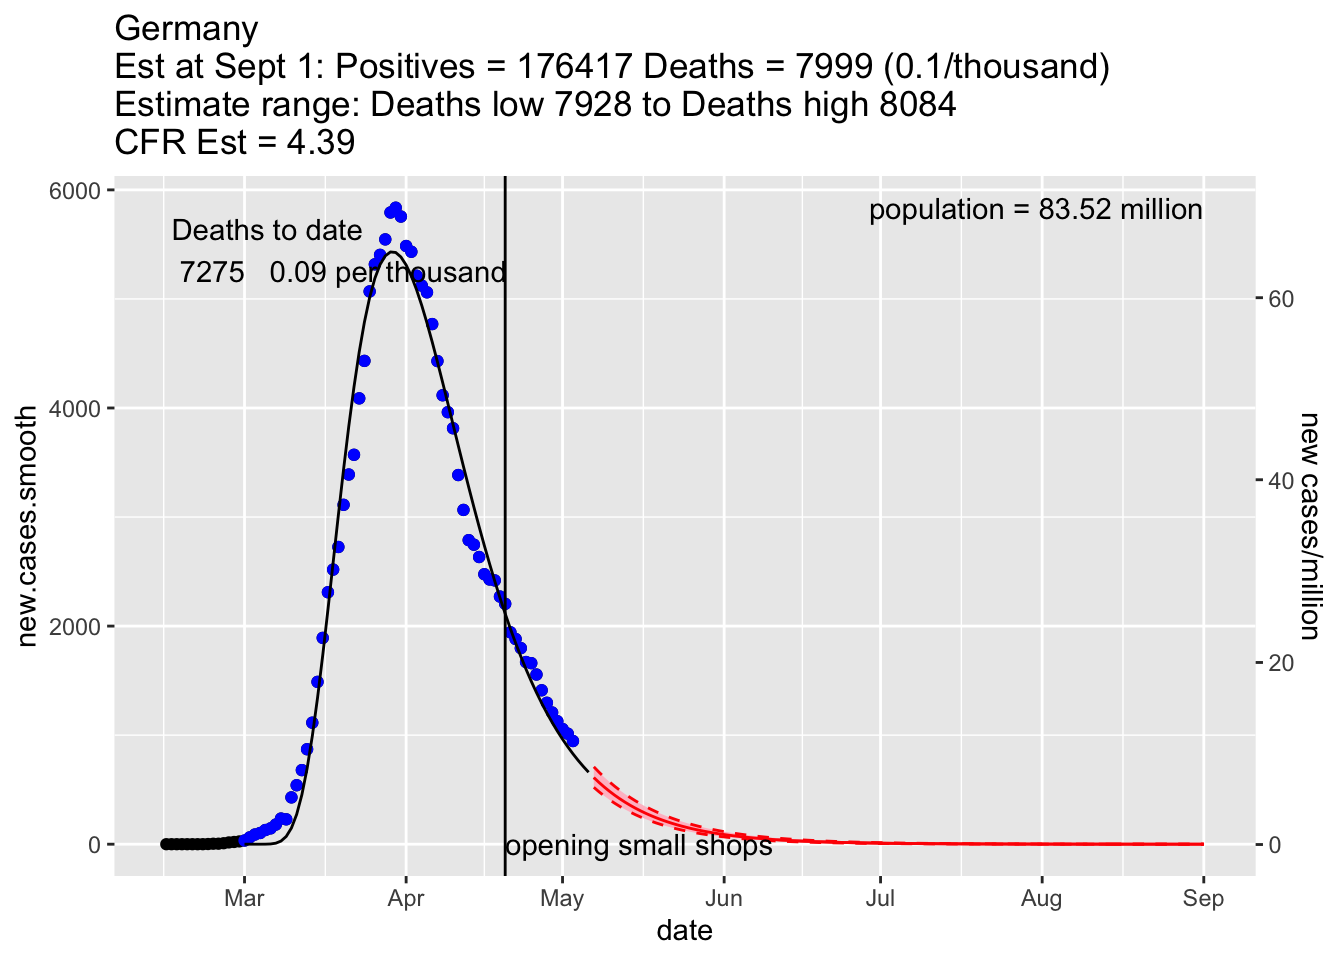 Germany
Est at Sept 1: Positives = 176417 Deaths = 7999 (0.1/thousand)
Estimate range: Deaths low 7928 to Deaths high 8084
CFR Est = 4.39
Deaths to date
7275 0.09 per thousand
population = 83.52 million
6000
4000
2000
0
new.cases.smooth
60
40
20
0
new cases/million
opening small shops
Mar Apr May Jun Jul Aug Sep
date